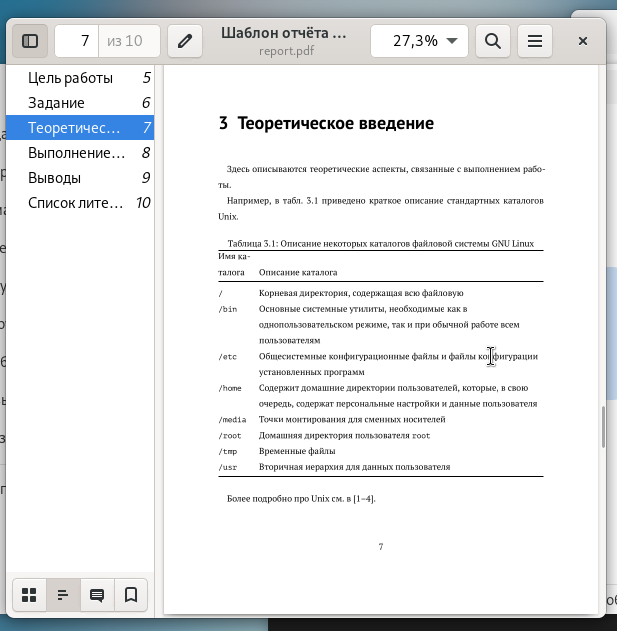 7 из 10
Шаблон отчёта …
report.pdf
27,3%
Цель работы 5
Задание 6
Теоретичес… 7
Выполнение… 8
Выводы 9
Список лите… 10
3 Теоретическое введение
Здесь описываются теоретические аспекты, связанные с выполнением рабо-
ты.
Например, в табл. 3.1 приведено краткое описание стандартных каталогов
Unix.
Таблица 3.1: Описание некоторых каталогов файловой системы GNU Linux
Имя ка-
талога Описание каталога
/ Корневая директория, содержащая всю файловую
/bin Основные системные утилиты, необходимые как в
однопользовательском режиме, так и при обычной работе всем
пользователям
/etc Общесистемные конфигурационные файлы и файлы конфигурации
установленных программ
/home Содержит домашние директории пользователей, которые, в свою
очередь, содержат персональные настройки и данные пользователя
/media Точки монтирования для сменных носителей
/root Домашняя директория пользователя root
/tmp Временные файлы
/usr Вторичная иерархия для данных пользователя
Более подробно про Unix см. в [1–4].
7